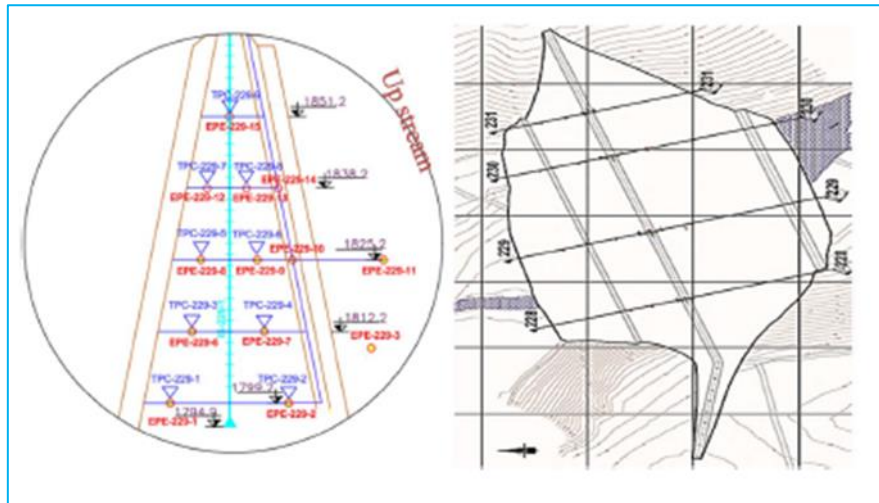 Up stream
1851.2
EPE-229-15
TPC-229-7
TPC-229-8
EPE-229-14
1838.2
EPE-229-12
EPE-229-13
TPC-229-5
TPC-229-6
EPE-229-10
1825.2
EPE-229-8
EPE-229-9
EPE-229-11
TPC-229-3
TPC-229-4
1812.2
EPE-229-3
EPE-229-6
EPE-229-7
TPC-229-1
1799.2
TPC-229-2
EPE-229-1
1794.9
EPE-229-2
231
231
230
230
229
229
228
228